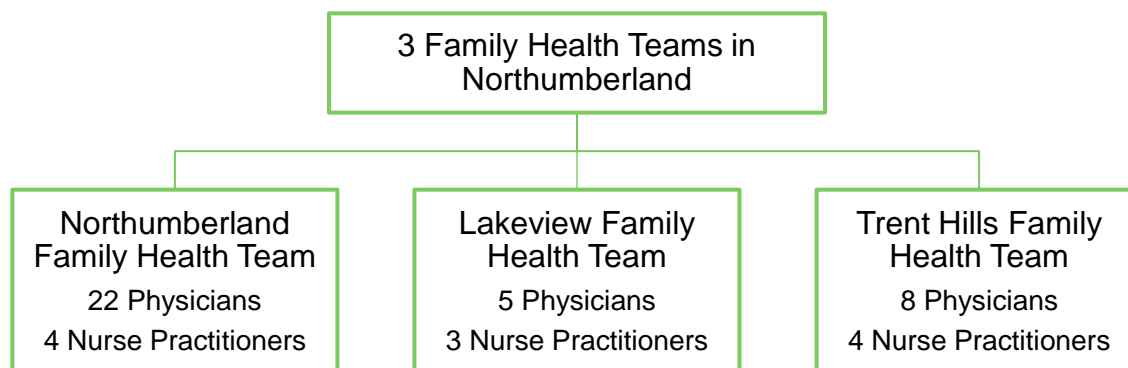 3 Family Health Teams in
Northumberland
Northumberland
Family Health Team
22 Physicians
4 Nurse Practitioners
Lakeview Family
Health Team
5 Physicians
3 Nurse Practitioners
Trent Hills Family
Health Team
8 Physicians
4 Nurse Practitioners